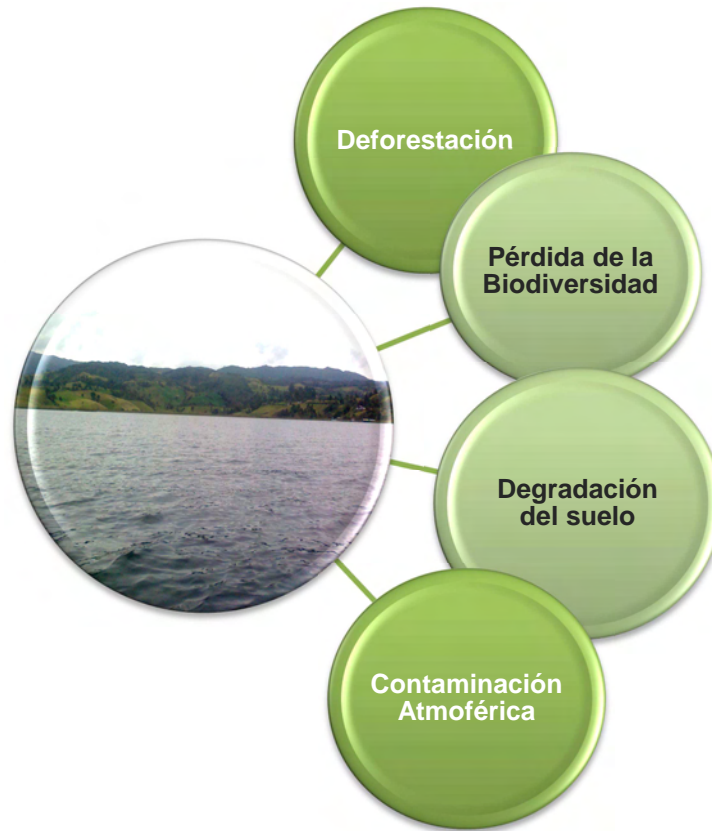 Deforestación
Pérdida de la
Biodiversidad
Degradación
del suelo
Contaminación
Atmoférica